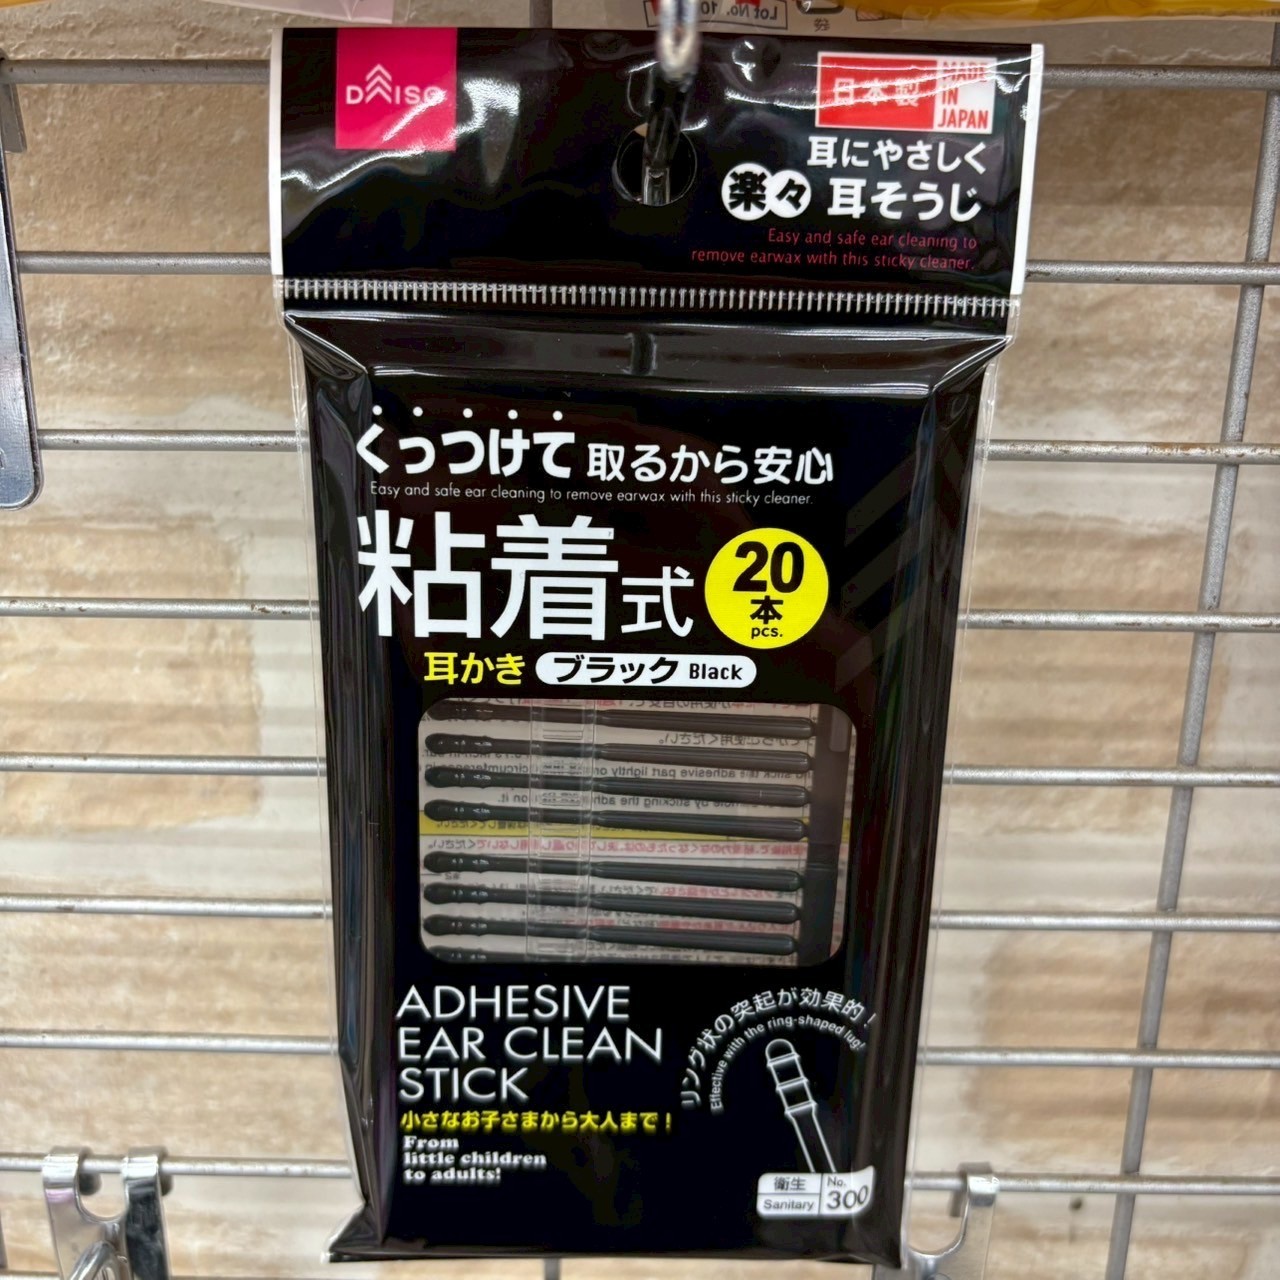 DAISO
日本製
MADE
IN
JAPAN
耳にやさしく
楽々 耳そうじ
Easy and safe ear cleaning to
remove earwax with this sticky cleaner.
くっつけて取るから安心
Easy and safe ear cleaning to remove earwax with this sticky cleaner.
粘着式
20
本
pcs.
耳かき ブラック Black
ADHESIVE
EAR CLEAN
STICK
小さなお子さまから大人まで!
From
little children
to adults!
リング状の突起が効果的!
Effective with the ring-shaped lug!
衛生
Sanitary
No.
300